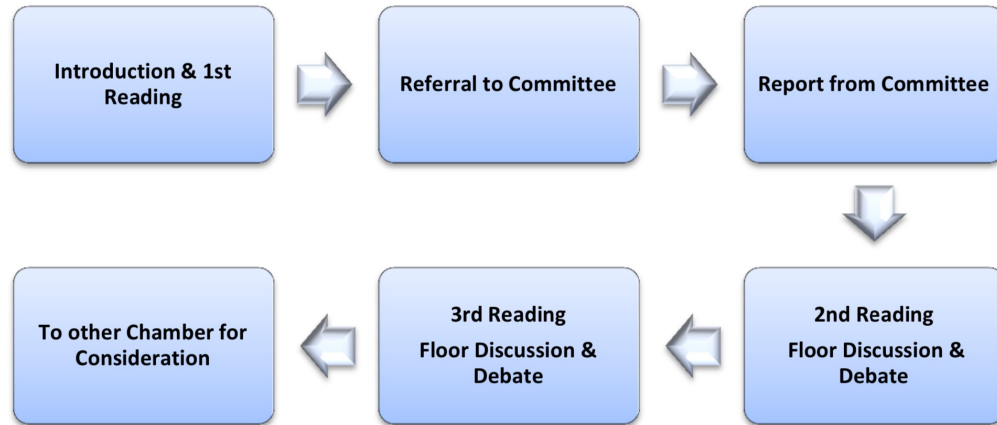 Introduction & 1st
Reading
Referral to Committee
Report from Committee
2nd Reading
Floor Discussion &
Debate
3rd Reading
Floor Discussion &
Debate
To other Chamber for
Consideration